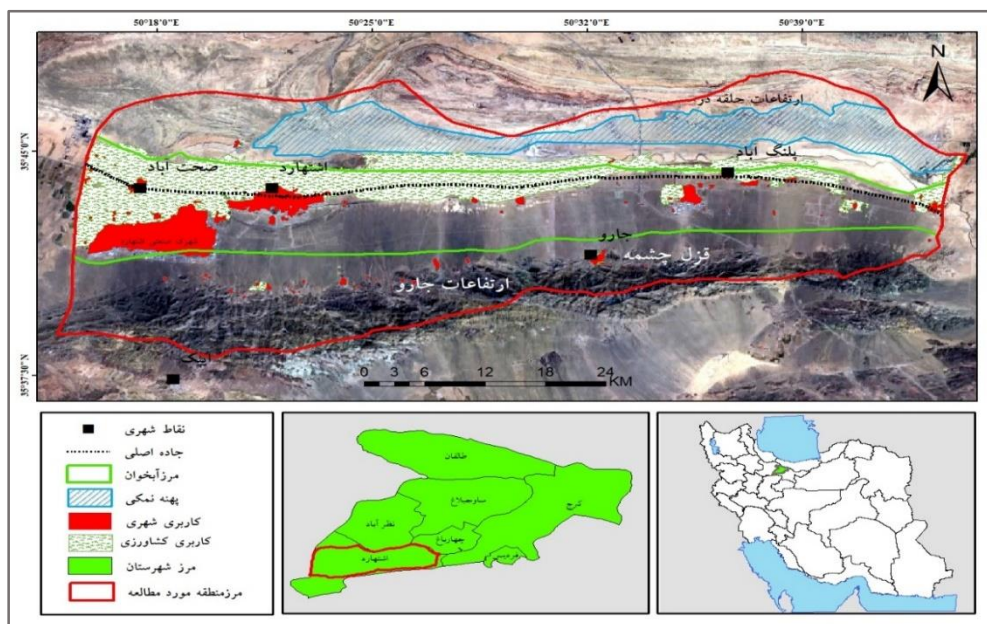 50°18'0"E 50°25'0"E 50°32'0"E 50°39'0"E
N
35°45'0"N
35°37'30"N
ارتفاعات حلقه در
صحت آباد
اشتهارد
پلنگ آباد
جارو
قزل چشمه
ارتفاعات جارو
0 3 6 12 18 24
KM
نقاط شهری
جاده اصلی
مرزآبخوان
پهنه نمکی
کاربری شهری
کاربری کشاورزی
مرز شهرستان
مرزمنطقه مورد مطالعه
طالقان
ساوجبلاغ
کرج
نظر آباد
چهارباغ
فردیس
اشتهارد